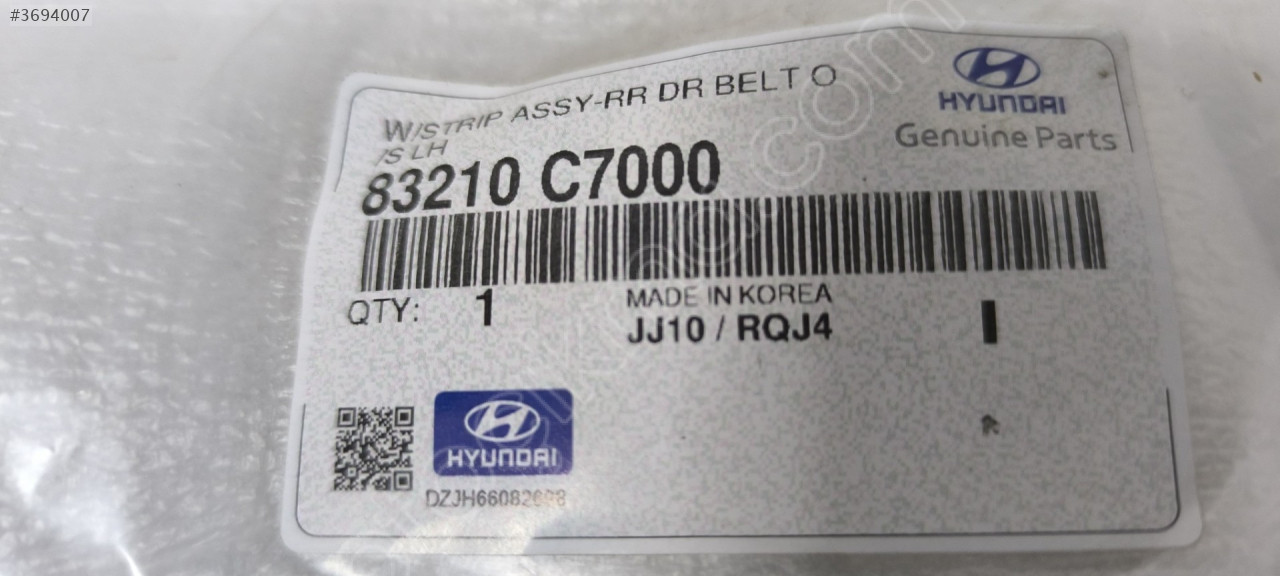 #3694007
HYUNDAI
Genuine Parts
W/STRIP ASSY-RR DR BELT O
/S LH
83210 C7000
QTY: 1
MADE IN KOREA
JJ10 / RQJ4
HYUNDAI